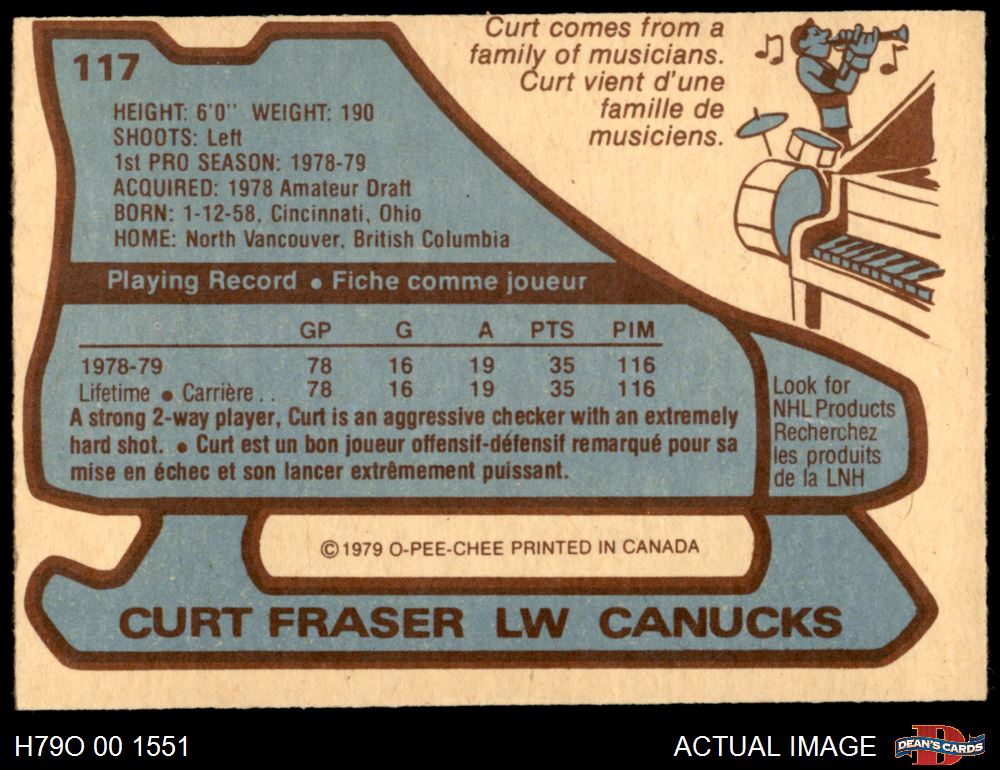 117
Curt comes from a
family of musicians.
Curt vient d'une
famille de
musiciens.
HEIGHT: 6'0" WEIGHT: 190
SHOOTS: Left
1st PRO SEASON: 1978-79
ACQUIRED: 1978 Amateur Draft
BORN: 1-12-58, Cincinnati, Ohio
HOME: North Vancouver, British Columbia
Playing Record • Fiche comme joueur
GP G A PTS PIM
1978-79 78 16 19 35 116
Lifetime • Carrière . . 78 16 19 35 116
A strong 2-way player, Curt is an aggressive checker with an extremely
hard shot. • Curt est un bon joueur offensif-défensif remarqué pour sa
mise en échec et son lancer extrêmement puissant.
Look for
NHL Products
Recherchez
les produits
de la LNH
©1979 O-PEE-CHEE PRINTED IN CANADA
CURT FRASER LW CANUCKS
H79O 00 1551
ACTUAL IMAGE
D
DEAN'S CARDS